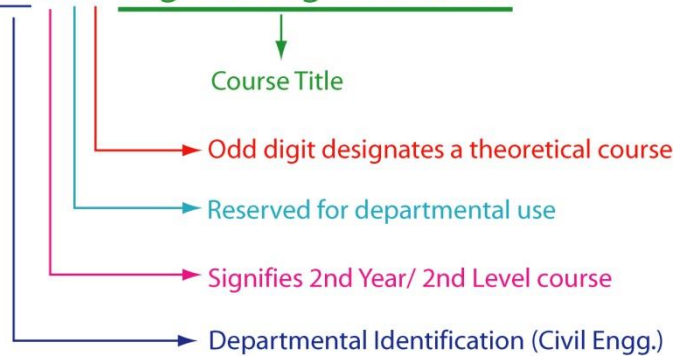 Course Title
Odd digit designates a theoretical course
Reserved for departmental use
Signifies 2nd Year/ 2nd Level course
Departmental Identification (Civil Engg.)